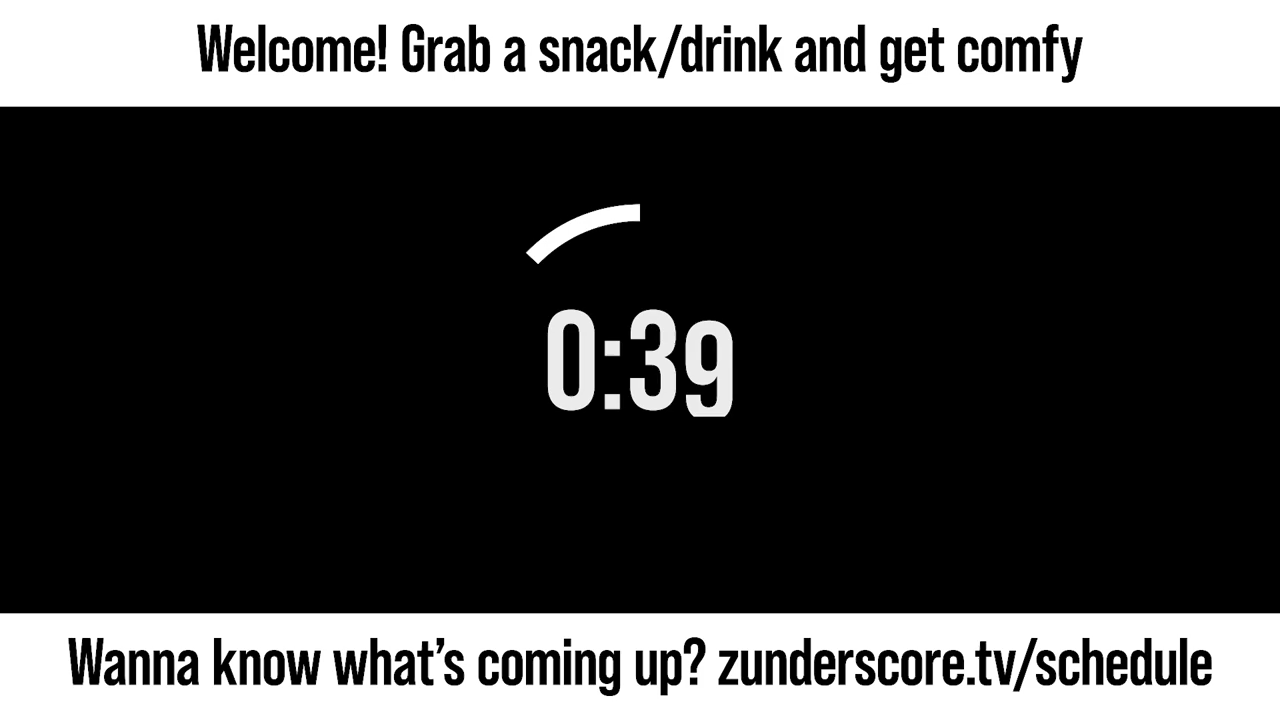 Welcome! Grab a snack/drink and get comfy
0:39
Wanna know what’s coming up? zunderscore.tv/schedule